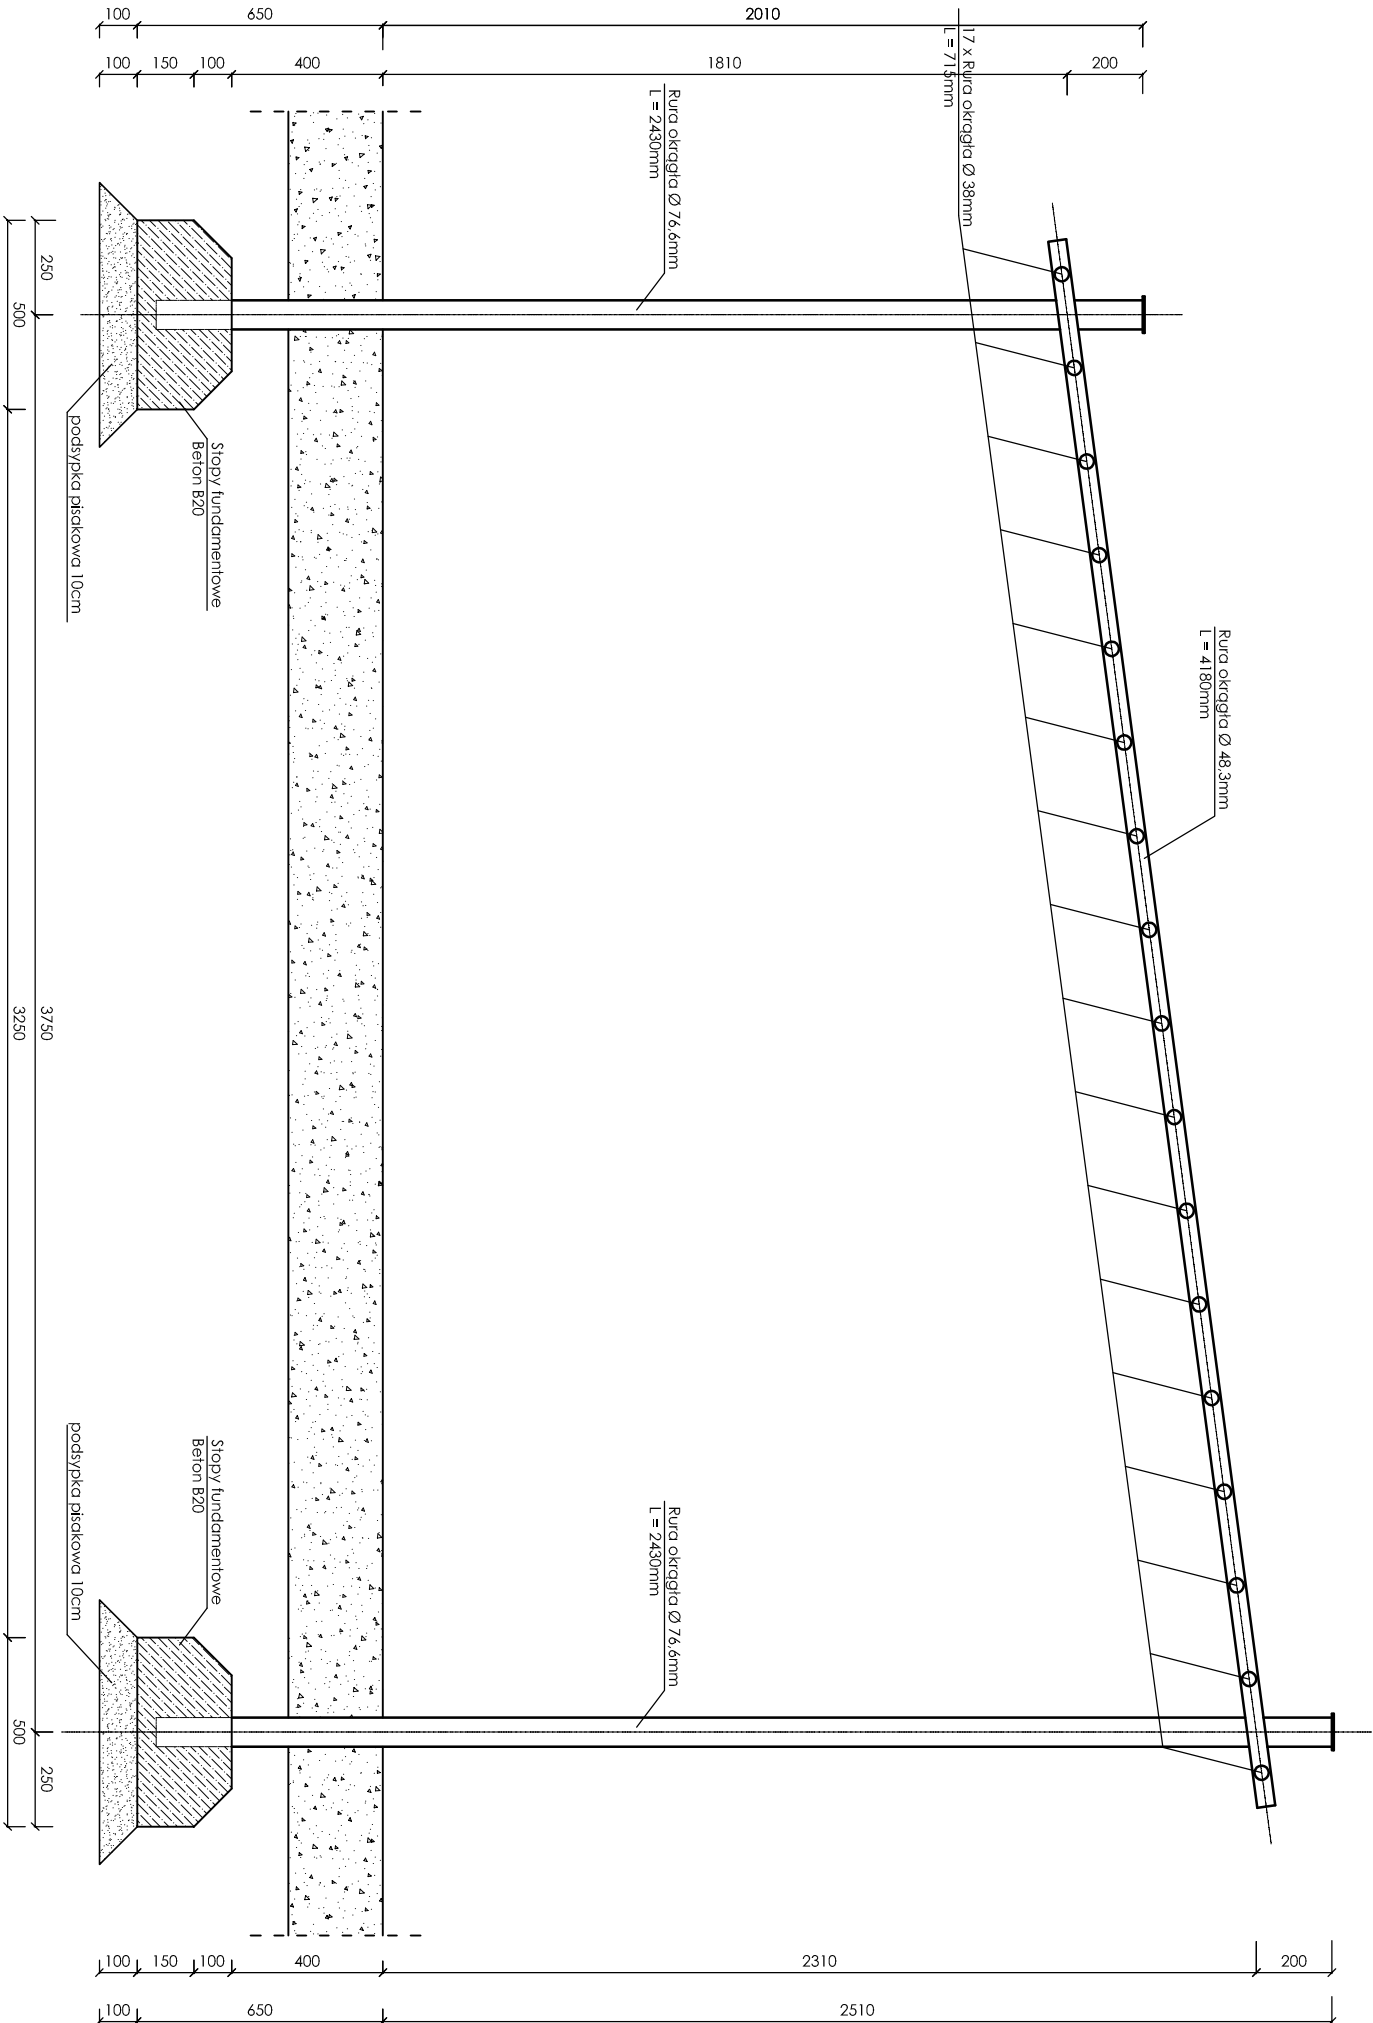 100
650
2010
100
150
100
400
1810
200
17 x Rura okrągła Ø 38mm
L = 715mm
Rura okrągła Ø 76,6mm
L = 2430mm
Rura okrągła Ø 48,3mm
L = 4180mm
Stopy fundamentowe
Beton B20
podsypka pisakowa 10cm
250
500
3750
3250
Rura okrągła Ø 76,6mm
L = 2430mm
Stopy fundamentowe
Beton B20
podsypka pisakowa 10cm
500
250
100
150
100
400
2310
200
100
650
2510